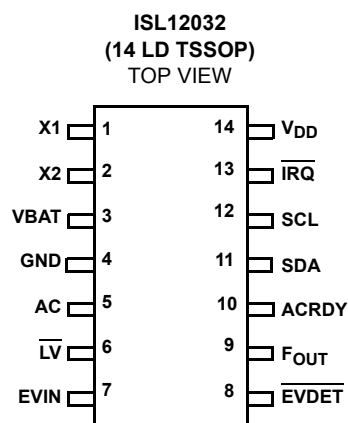 ISL12032
(14 LD TSSOP)
TOP VIEW
X1 1 14 VDD
X2 2 13 IRQ
VBAT 3 12 SCL
GND 4 11 SDA
AC 5 10 ACRDY
LV 6 9 FOUT
EVIN 7 8 EVDET